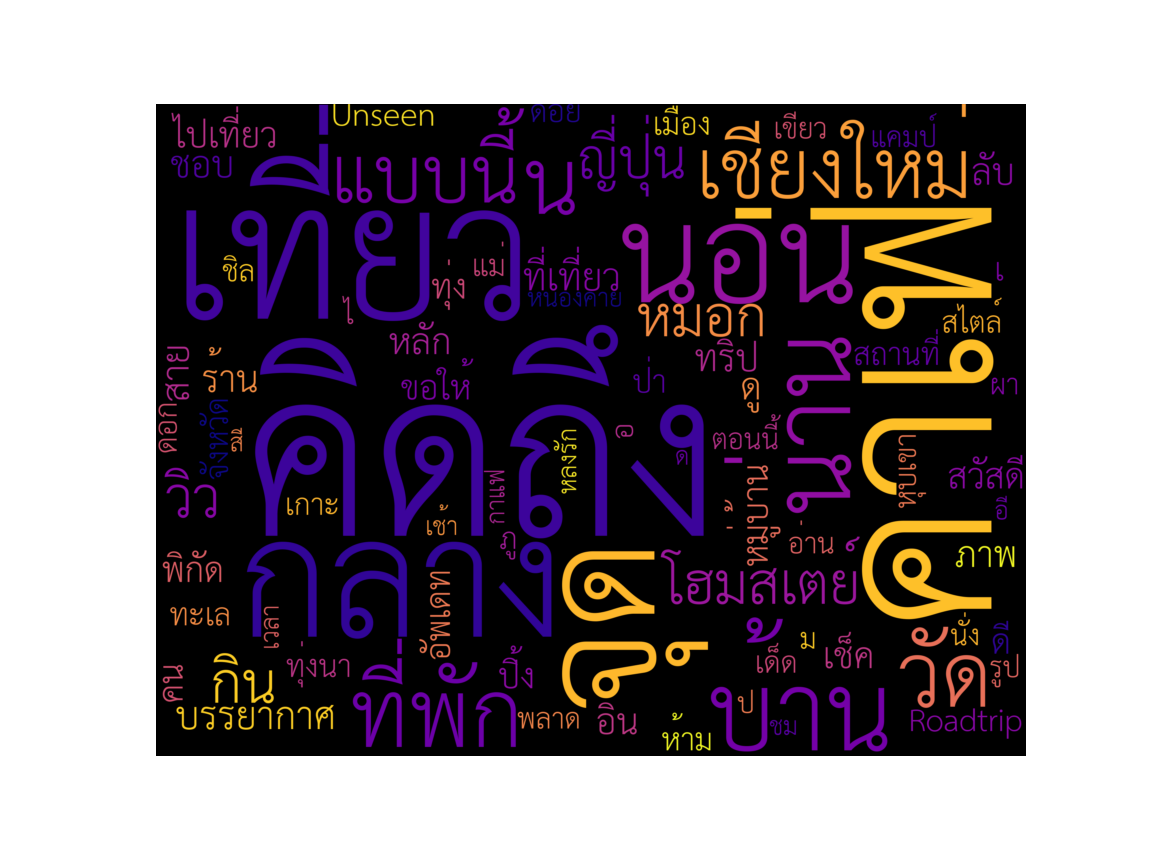 Unseen
ดอย
เมือง
เขียว
แคมป์
ไปเที่ยว
ชอบ
แบบนี้
น
ญี่ปุ่น
เชียงใหม่
ลับ
เที่ยว
ชิล
ทุ่ง
แม่
ที่เที่ยว
หนองคาย
นอน
คาเฟ่
เ
ไ
หมอก
สไตล์
หลัก
ทริป
สถานที่
สาย
ร้าน
ขอให้
ป่า
ดู
ผา
ดอก
จังหวัด
คิดถึง
หลงรัก
อ
ด
ตอนนี้
นาน
หุบเขา
สวัสดี
วิว
เกาะ
เช้า
กาแฟ
หมู่บ้าน
อ่าน
อี
ภู
ภาพ
พิกัด
กลาง
จุด
โฮมสเตย์
ทะเล
เวลา
อัพเดท
บ้าน
ม
เด็ด
เช็ค
วัด
นั่ง
ดี
รูป
คน
กิน
ทุ่งนา
ที่พัก
ปิ้ง
บรรยากาศ
พลาด
อิน
ห้าม
ป
ชม
Roadtrip